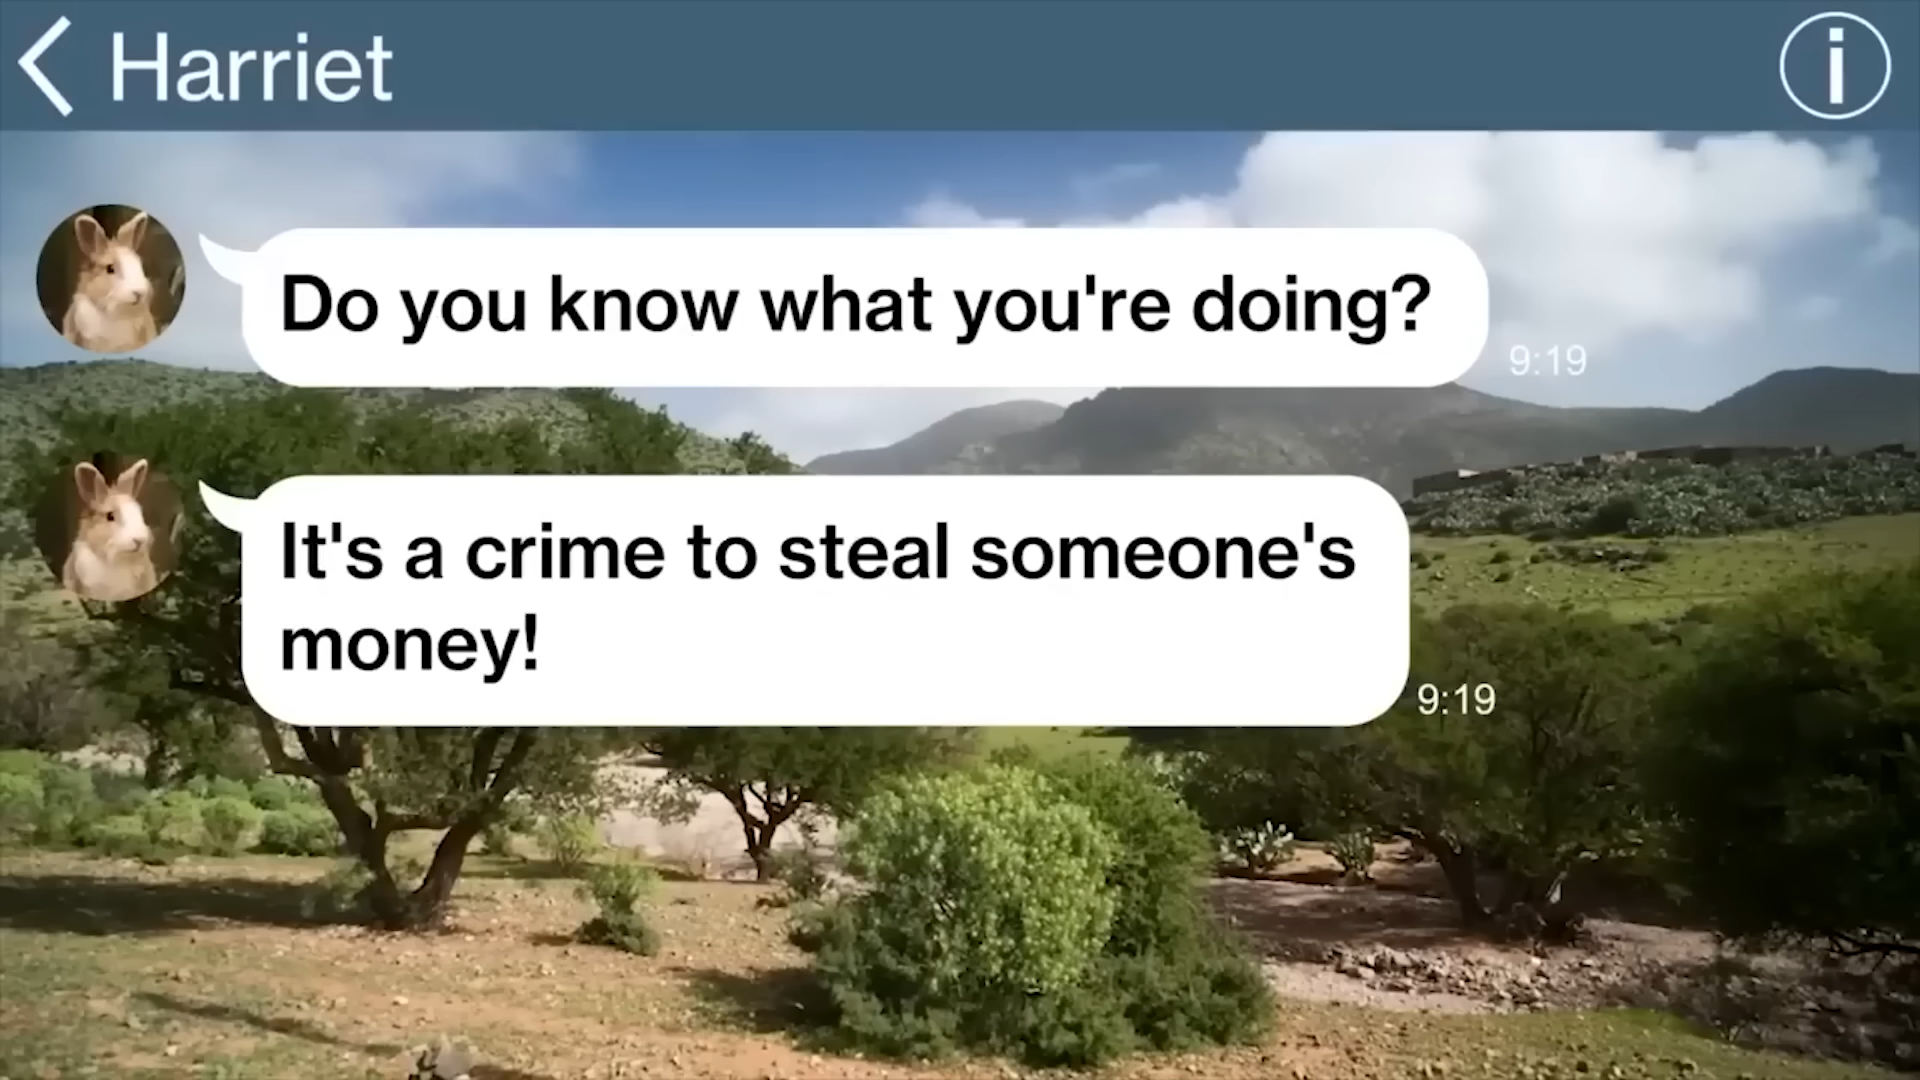 Harriet
Do you know what you're doing?
9:19
It's a crime to steal someone's
money!
9:19